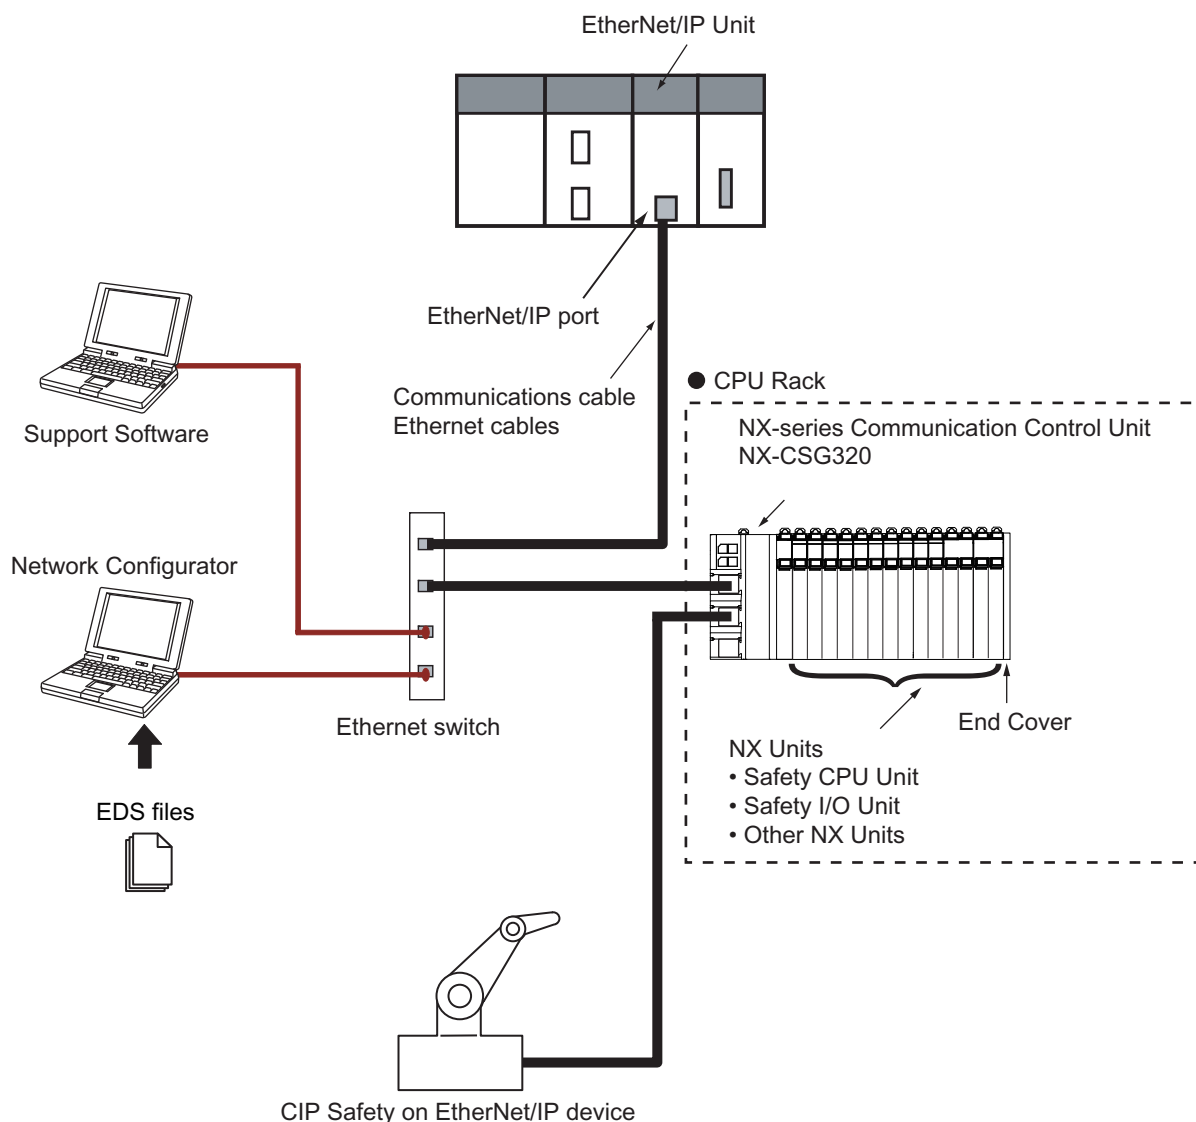 EtherNet/IP Unit
EtherNet/IP port
Communications cable
Ethernet cables
● CPU Rack
NX-series Communication Control Unit
NX-CSG320
Support Software
Network Configurator
Ethernet switch
End Cover
NX Units
• Safety CPU Unit
• Safety I/O Unit
• Other NX Units
EDS files
CIP Safety on EtherNet/IP device